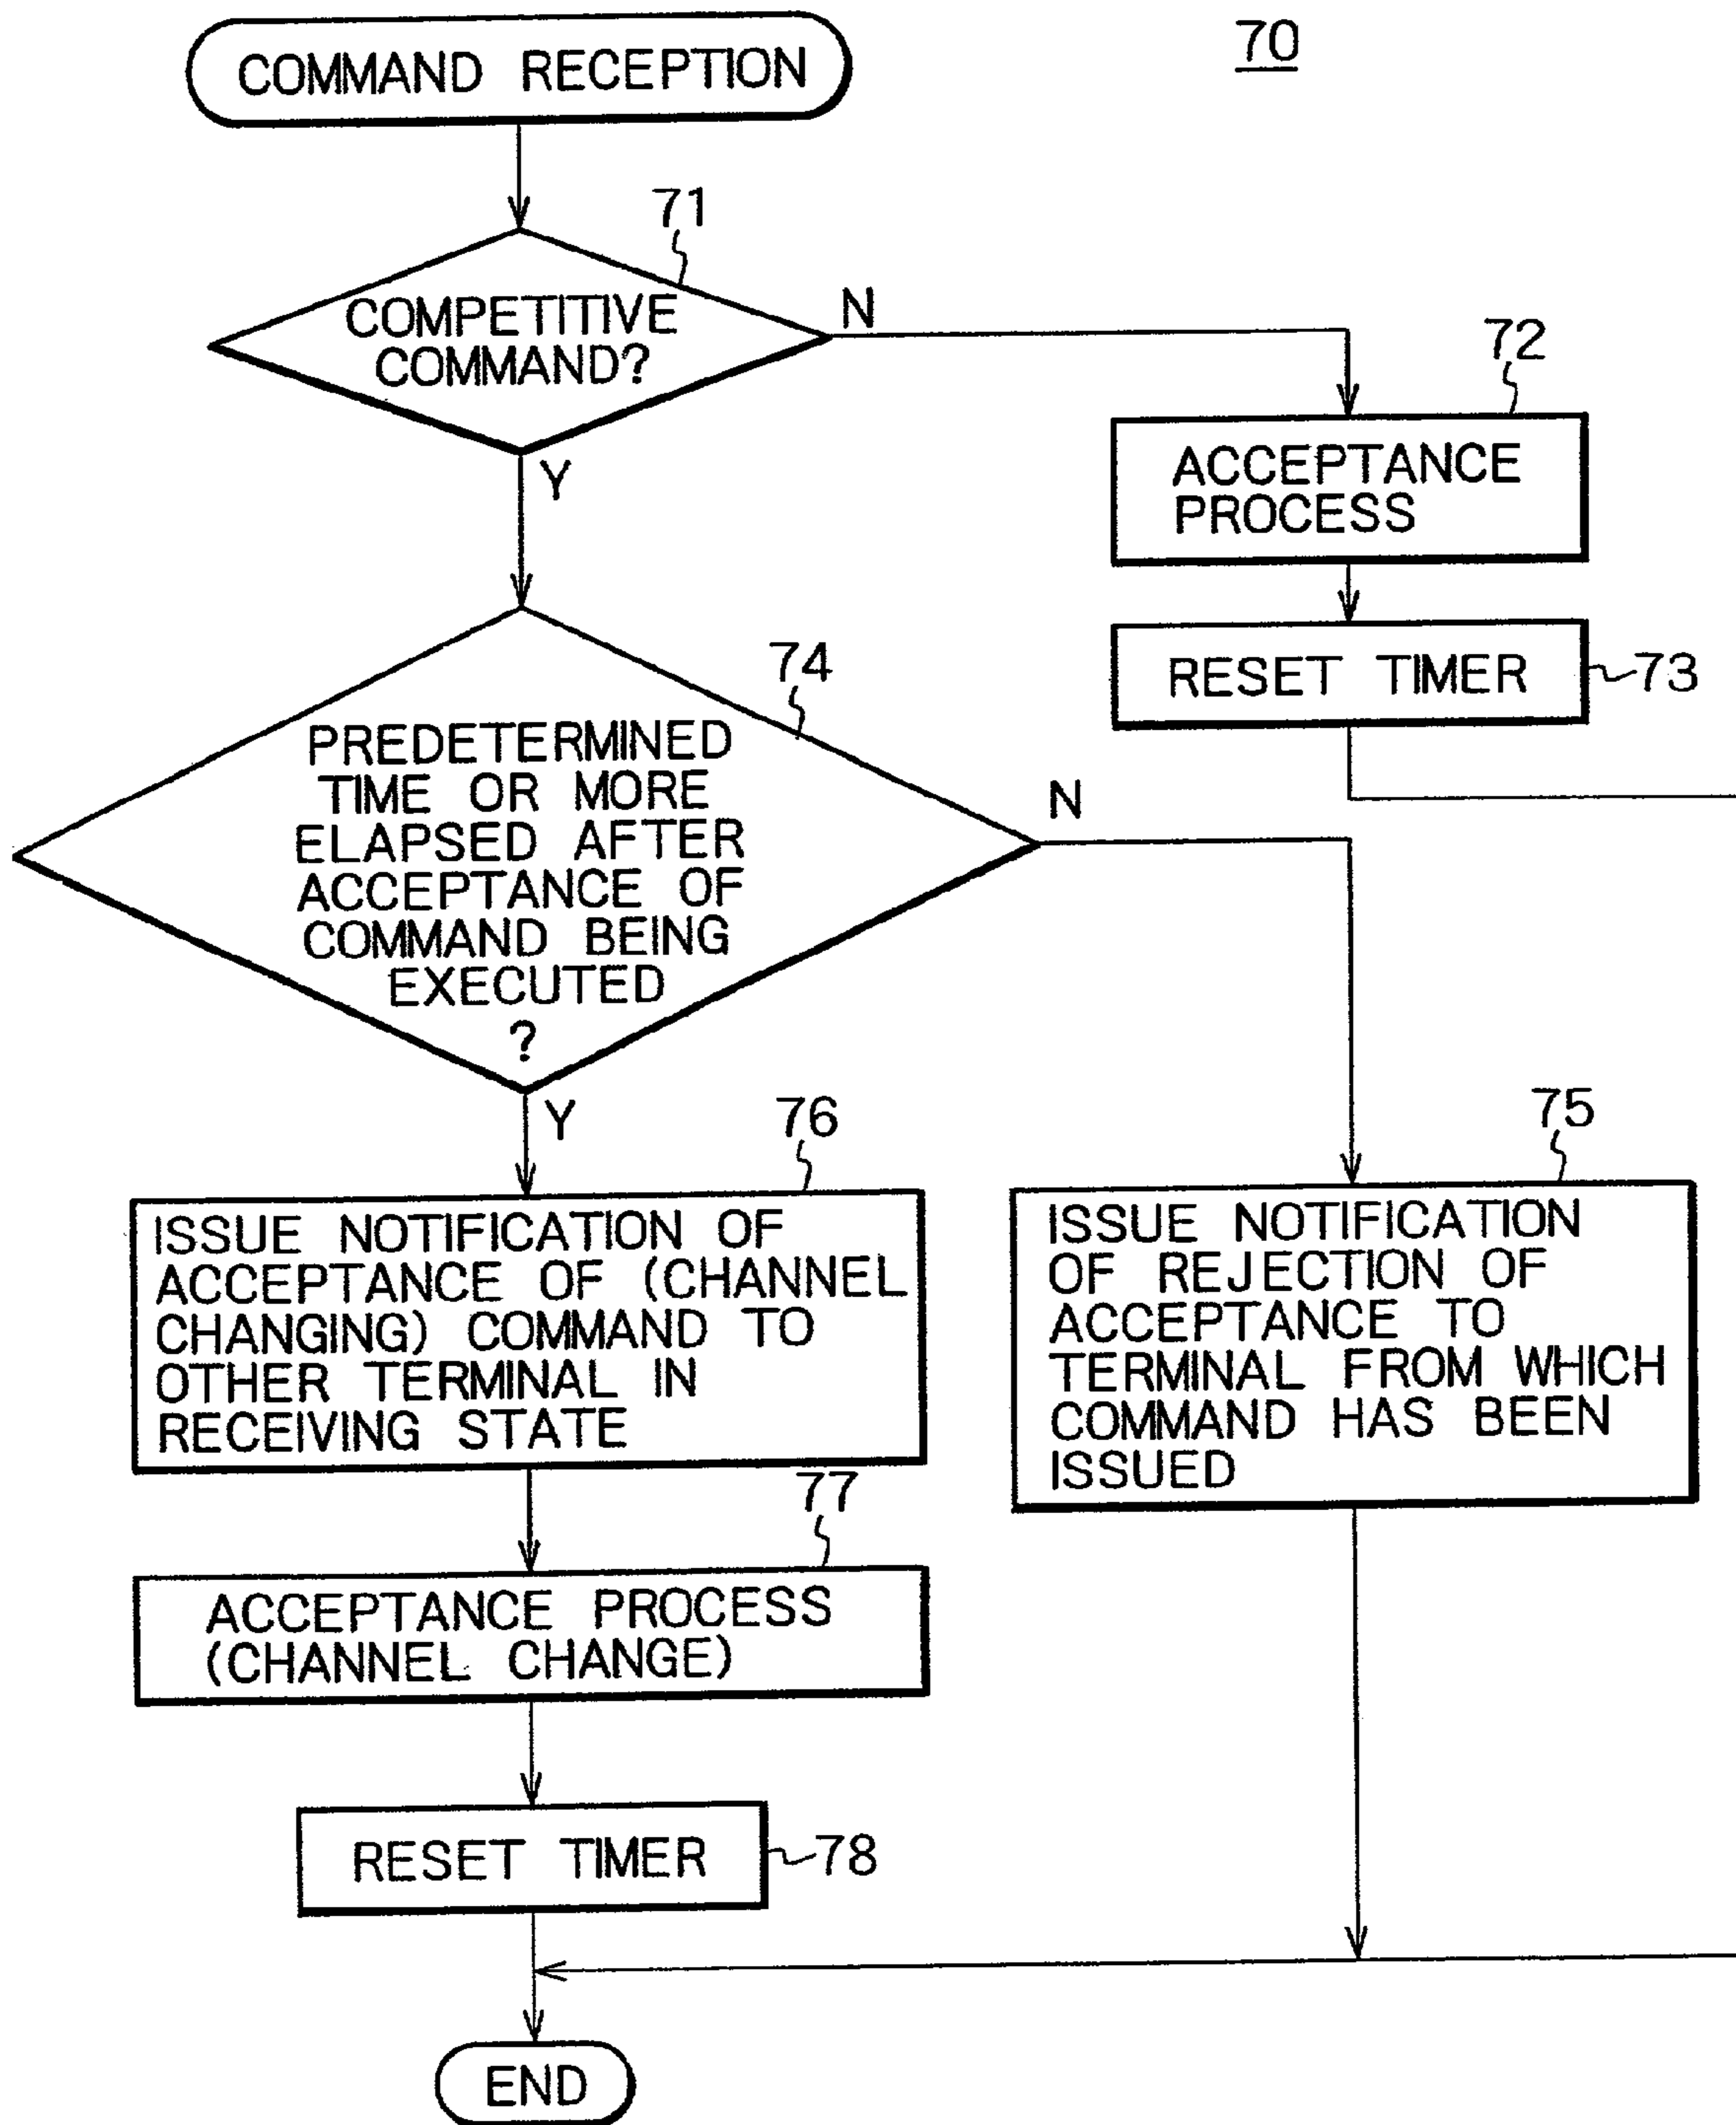 70
COMMAND RECEPTION
71
COMPETITIVE
COMMAND?
N
Y
72
ACCEPTANCE
PROCESS
RESET TIMER
73
74
PREDETERMINED
TIME OR MORE
ELAPSED AFTER
ACCEPTANCE OF
COMMAND BEING
EXECUTED
?
N
Y
75
ISSUE NOTIFICATION
OF REJECTION OF
ACCEPTANCE TO
TERMINAL FROM WHICH
COMMAND HAS BEEN
ISSUED
76
ISSUE NOTIFICATION OF
ACCEPTANCE OF (CHANNEL
CHANGING) COMMAND TO
OTHER TERMINAL IN
RECEIVING STATE
77
ACCEPTANCE PROCESS
(CHANNEL CHANGE)
RESET TIMER
78
END